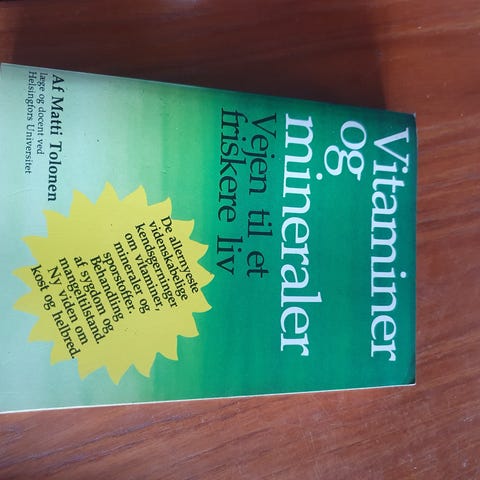 Vitaminer
og
mineraler
Vejen til et
friskere liv
De allernyeste
videnskabelige
kendsgerninger
om vitaminer,
mineraler og
sporstoffer.
Behandling
af sygdom og
mangeltilstand.
Ny viden om
kost og helbred.
Af Matti Tolonen
læge og docent ved
Helsingfors Universitet